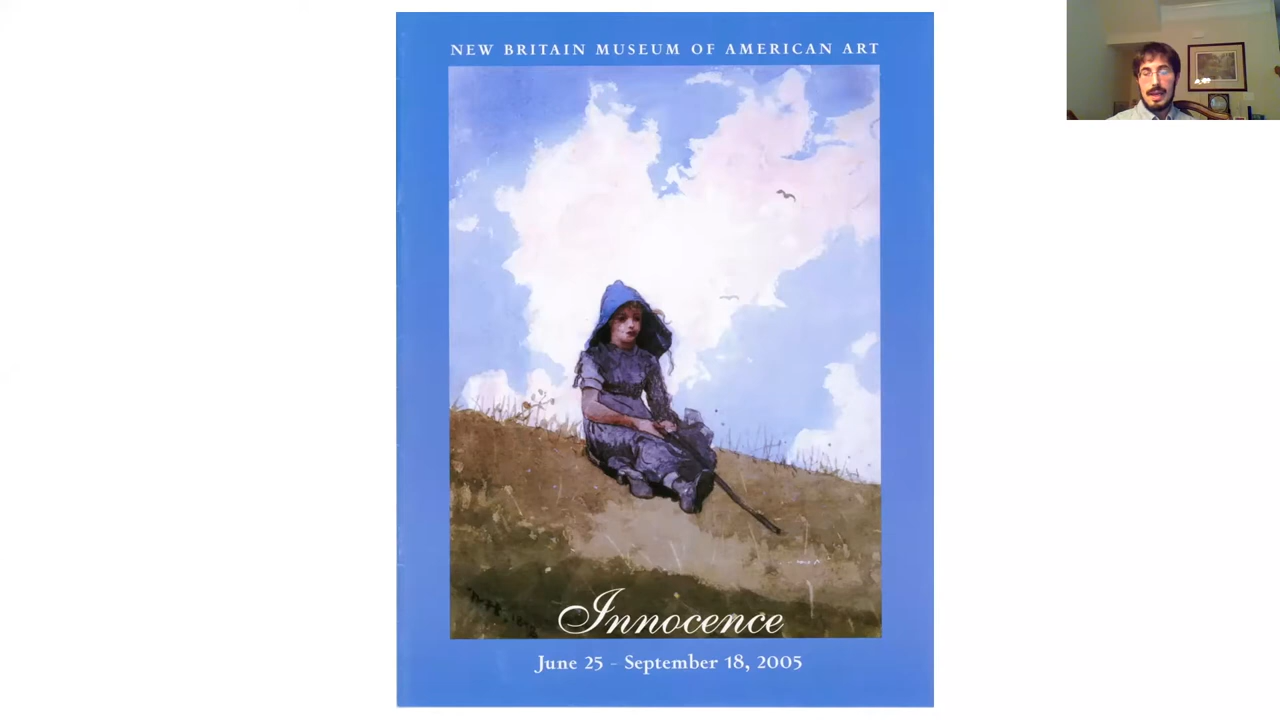 NEW BRITAIN MUSEUM OF AMERICAN ART
Innocence
June 25 - September 18, 2005